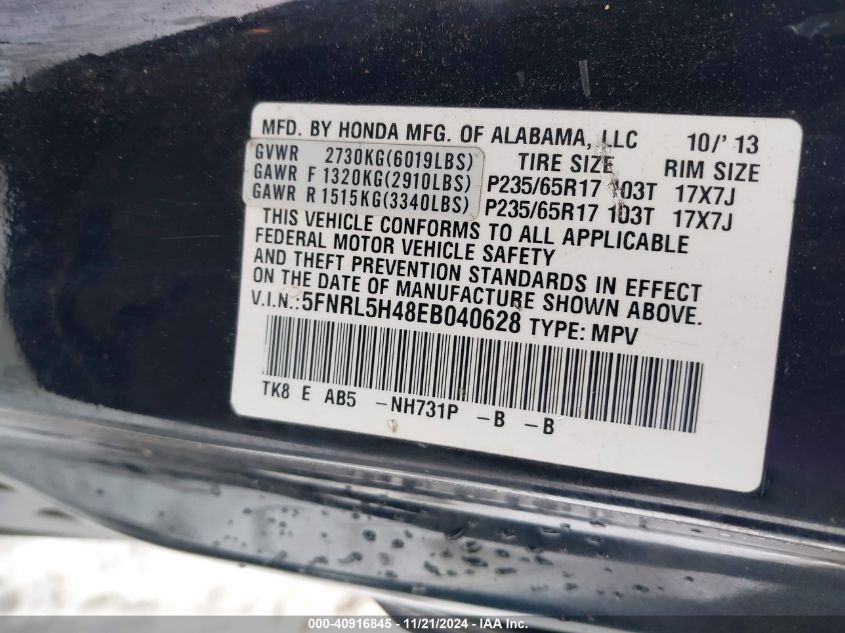 MFD. BY HONDA MFG. OF ALABAMA, LLC 10/'13
GVWR 2730KG(6019LBS) TIRE SIZE RIM SIZE
GAWR F 1320KG(2910LBS) P235/65R17 103T 17X7J
GAWR R 1515KG(3340LBS) P235/65R17 103T 17X7J
THIS VEHICLE CONFORMS TO ALL APPLICABLE
FEDERAL MOTOR VEHICLE SAFETY
AND THEFT PREVENTION STANDARDS IN EFFECT
ON THE DATE OF MANUFACTURE SHOWN ABOVE.
V.I.N.:5FNRL5H48EB040628 TYPE: MPV
TK8 E AB5 -NH731P -B -B
000-40916845 - 11/21/2024 - IAAI.COM